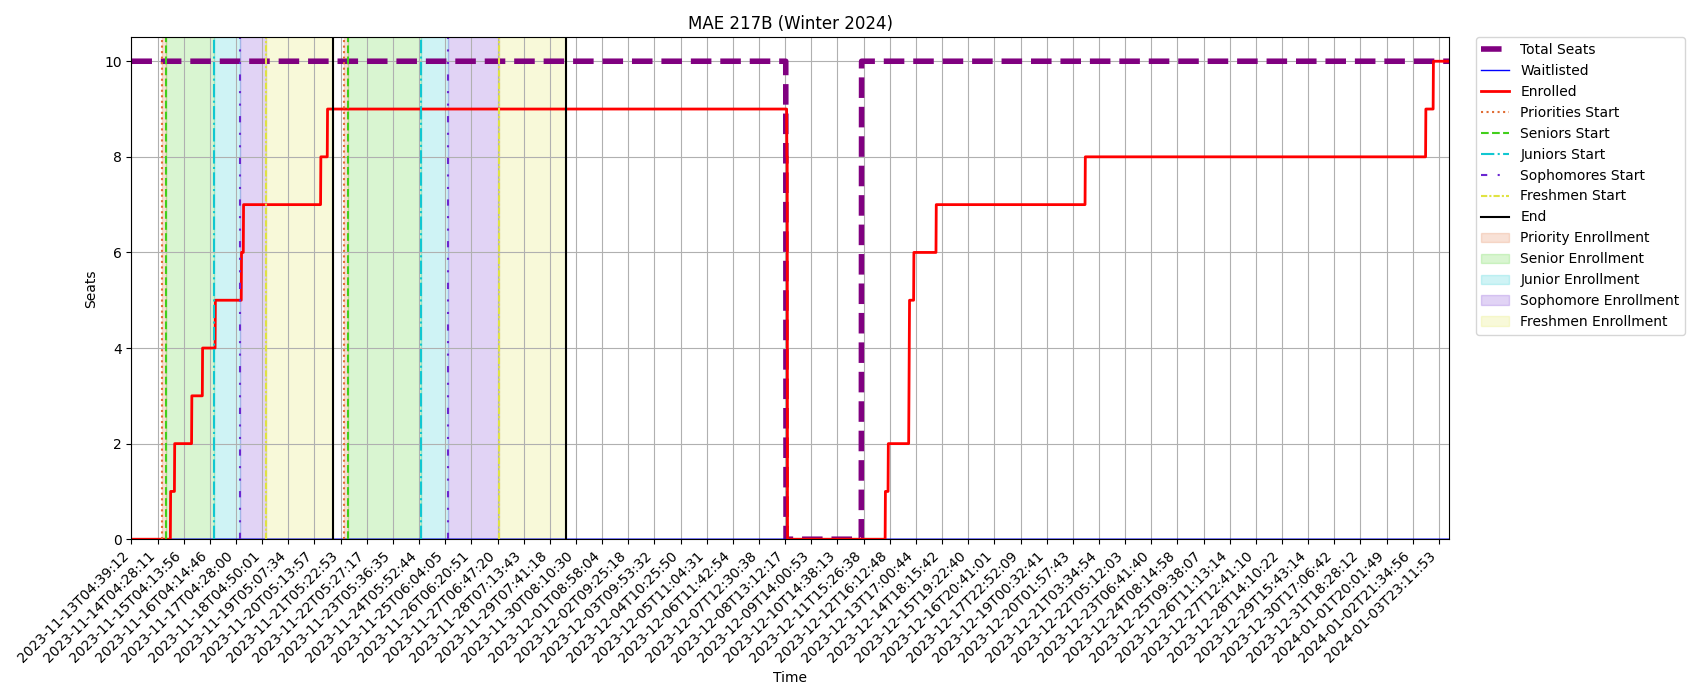 MAE 217B (Winter 2024)
Seats
10
8
6
4
2
0
2023-11-13T04:39:12
2023-11-14T04:28:11
2023-11-15T04:13:56
2023-11-16T04:14:46
2023-11-17T04:28:00
2023-11-18T04:50:01
2023-11-19T05:07:34
2023-11-20T05:13:57
2023-11-21T05:22:53
2023-11-22T05:27:17
2023-11-23T05:36:35
2023-11-24T05:52:44
2023-11-25T06:04:05
2023-11-26T06:20:51
2023-11-27T06:47:20
2023-11-28T07:13:43
2023-11-29T07:41:18
2023-11-30T08:10:30
2023-12-01T08:58:04
2023-12-02T09:25:18
2023-12-03T09:53:32
2023-12-04T10:25:50
2023-12-05T11:04:31
2023-12-06T11:42:54
2023-12-07T12:30:38
2023-12-08T13:12:17
2023-12-09T14:00:53
2023-12-10T14:38:13
2023-12-11T15:26:38
2023-12-12T16:12:48
2023-12-13T17:00:44
2023-12-14T18:15:42
2023-12-15T19:22:40
2023-12-16T20:41:01
2023-12-17T22:52:09
2023-12-19T00:32:41
2023-12-20T01:57:43
2023-12-21T03:34:54
2023-12-22T05:12:03
2023-12-23T06:41:40
2023-12-24T08:14:58
2023-12-25T09:38:07
2023-12-26T11:13:14
2023-12-27T12:41:10
2023-12-28T14:10:22
2023-12-29T15:43:14
2023-12-30T17:06:42
2023-12-31T18:28:12
2024-01-01T20:01:49
2024-01-02T21:34:56
2024-01-03T23:11:53
Time
Total Seats
Waitlisted
Enrolled
Priorities Start
Seniors Start
Juniors Start
Sophomores Start
Freshmen Start
End
Priority Enrollment
Senior Enrollment
Junior Enrollment
Sophomore Enrollment
Freshmen Enrollment